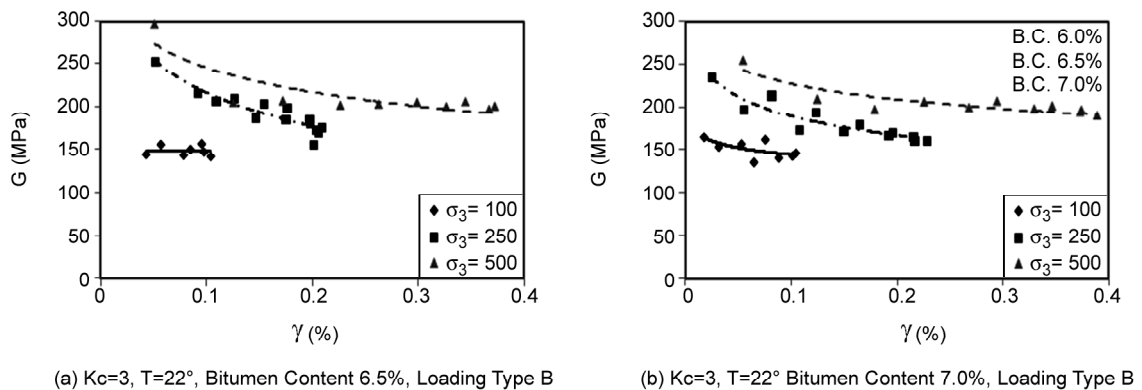 300
250
200
150
100
50
0
G (MPa)
0
0.1
0.2
0.3
0.4
γ (%)
σ3= 100
σ3= 250
σ3= 500
(a) Kc=3, T=22°, Bitumen Content 6.5%, Loading Type B
300
250
200
150
100
50
0
G (MPa)
0
0.1
0.2
0.3
0.4
γ (%)
B.C. 6.0%
B.C. 6.5%
B.C. 7.0%
σ3= 100
σ3= 250
σ3= 500
(b) Kc=3, T=22° Bitumen Content 7.0%, Loading Type B